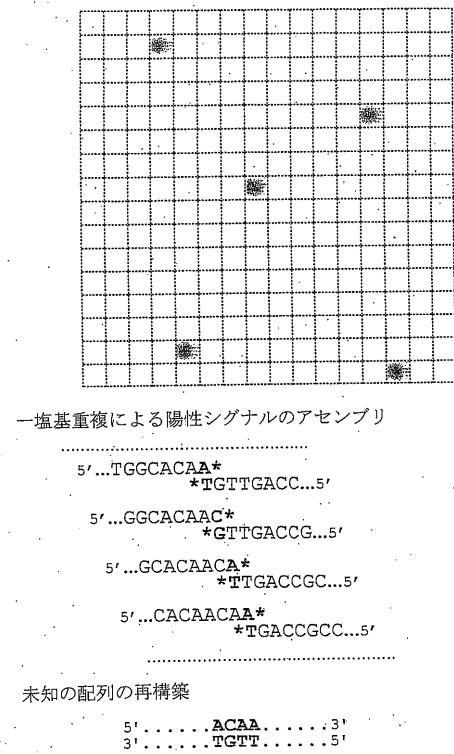 一塩基重複による陽性シグナルのアセンブリ
5'...TGGCACAA*
*TGTTGACC...5'
5'...GGCACAAC*
*GTTGACCG...5'
5'...GCACAACA*
*TTGACCGC...5'
5'...CACAACAA*
*TGACCGCC...5'
未知の配列の再構築
5'......ACAA......3'
3'......TGTT......5'